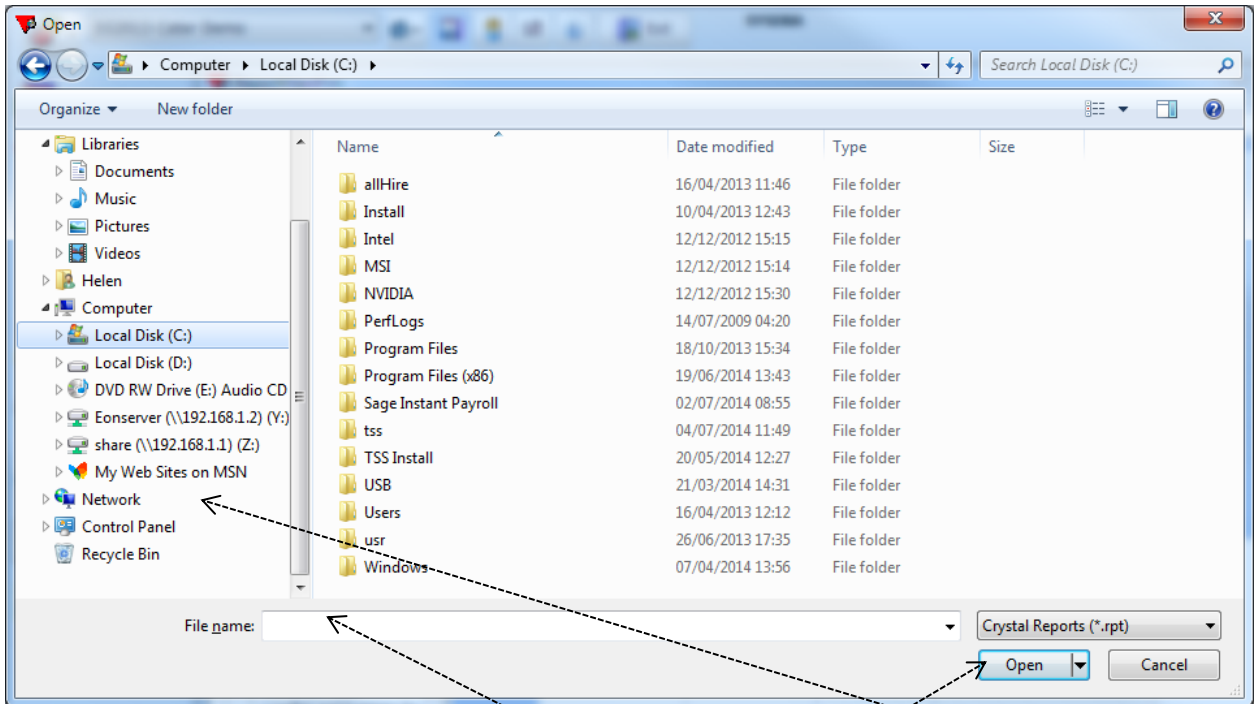 Open
Computer Local Disk (C:)
Search Local Disk (C:)
Organize New folder
Libraries
Documents
Music
Pictures
Videos
Helen
Computer
Local Disk (C:)
Local Disk (D:)
DVD RW Drive (E:) Audio CD
Eonserver (\\192.168.1.2) (Y:)
share (\\192.168.1.1) (Z:)
My Web Sites on MSN
Network
Control Panel
Recycle Bin
Name Date modified Type Size
allHire 16/04/2013 11:46 File folder
Install 10/04/2013 12:43 File folder
Intel 12/12/2012 15:15 File folder
MSI 12/12/2012 15:14 File folder
NVIDIA 12/12/2012 15:30 File folder
PerfLogs 14/07/2009 04:20 File folder
Program Files 18/10/2013 15:34 File folder
Program Files (x86) 19/06/2014 13:43 File folder
Sage Instant Payroll 02/07/2014 08:55 File folder
tss 04/07/2014 11:49 File folder
TSS Install 20/05/2014 12:27 File folder
USB 21/03/2014 14:31 File folder
Users 16/04/2013 12:12 File folder
usr 26/06/2013 17:35 File folder
Windows 07/04/2014 13:56 File folder
File name: Crystal Reports (*.rpt)
Open Cancel